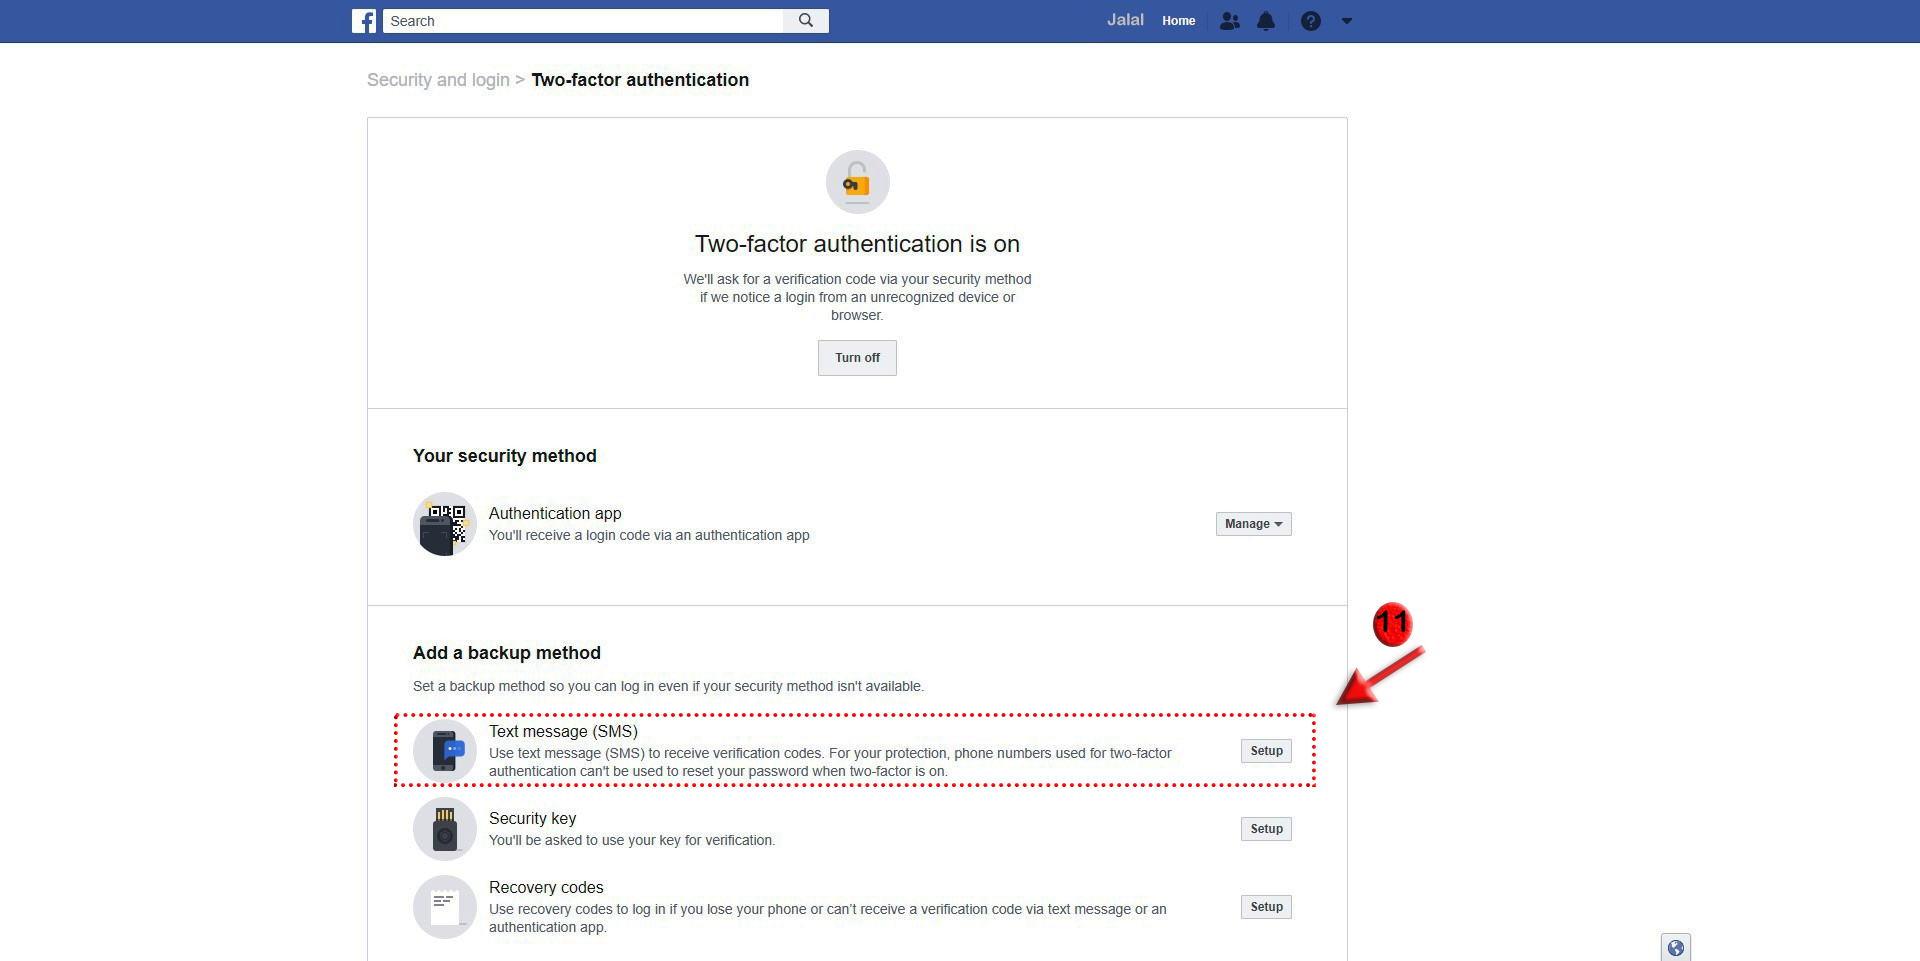 Search
Jalal
Home
Security and login > Two-factor authentication
Two-factor authentication is on
We'll ask for a verification code via your security method
if we notice a login from an unrecognized device or
browser.
Turn off
Your security method
Authentication app
You'll receive a login code via an authentication app
Manage
11
Add a backup method
Set a backup method so you can log in even if your security method isn't available.
Text message (SMS)
Use text message (SMS) to receive verification codes. For your protection, phone numbers used for two-factor
authentication can't be used to reset your password when two-factor is on.
Setup
Security key
You'll be asked to use your key for verification.
Setup
Recovery codes
Use recovery codes to log in if you lose your phone or can't receive a verification code via text message or an
authentication app.
Setup